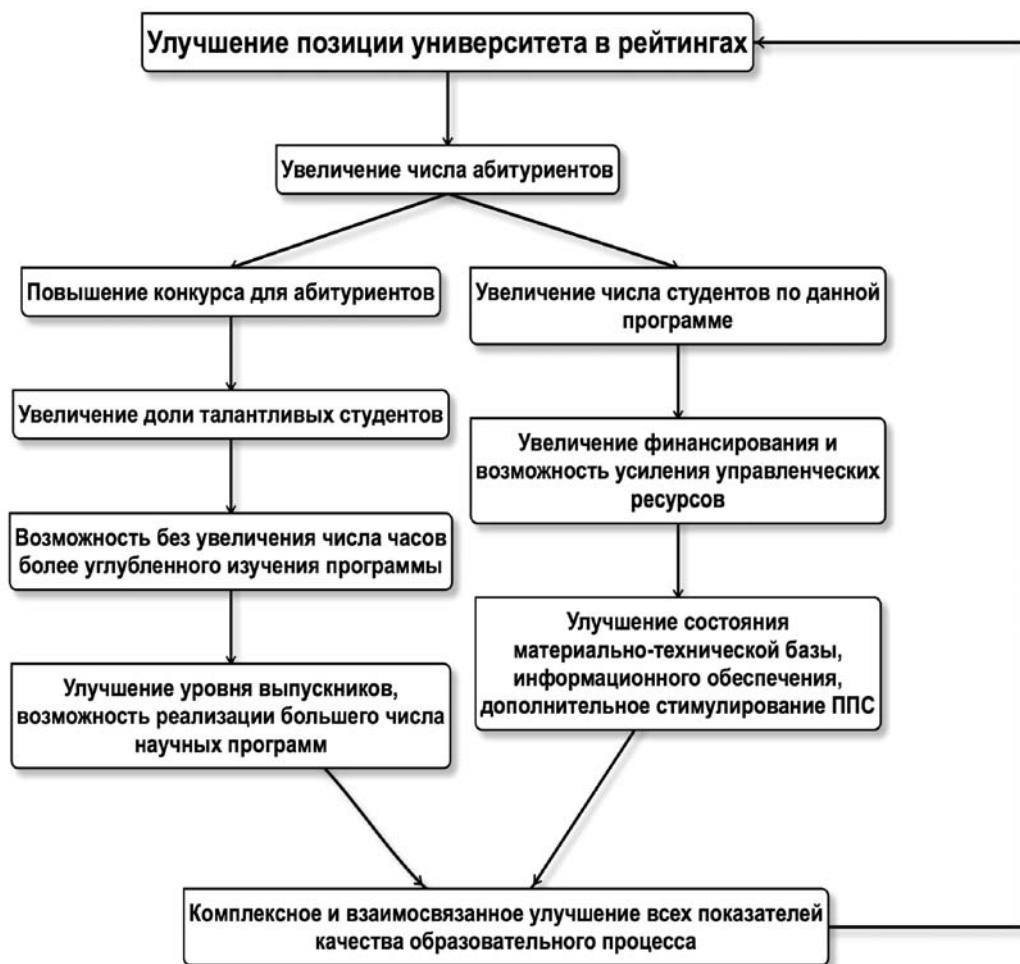 Улучшение позиции университета в рейтингах
Увеличение числа абитуриентов
Повышение конкурса для абитуриентов
Увеличение доли талантливых студентов
Возможность без увеличения числа часов
более углубленного изучения программы
Улучшение уровня выпускников,
возможность реализации большего числа
научных программ
Увеличение числа студентов по данной
программе
Увеличение финансирования и
возможность усиления управленческих
ресурсов
Улучшение состояния
материально-технической базы,
информационного обеспечения,
дополнительное стимулирование ППС
Комплексное и взаимосвязанное улучшение всех показателей
качества образовательного процесса